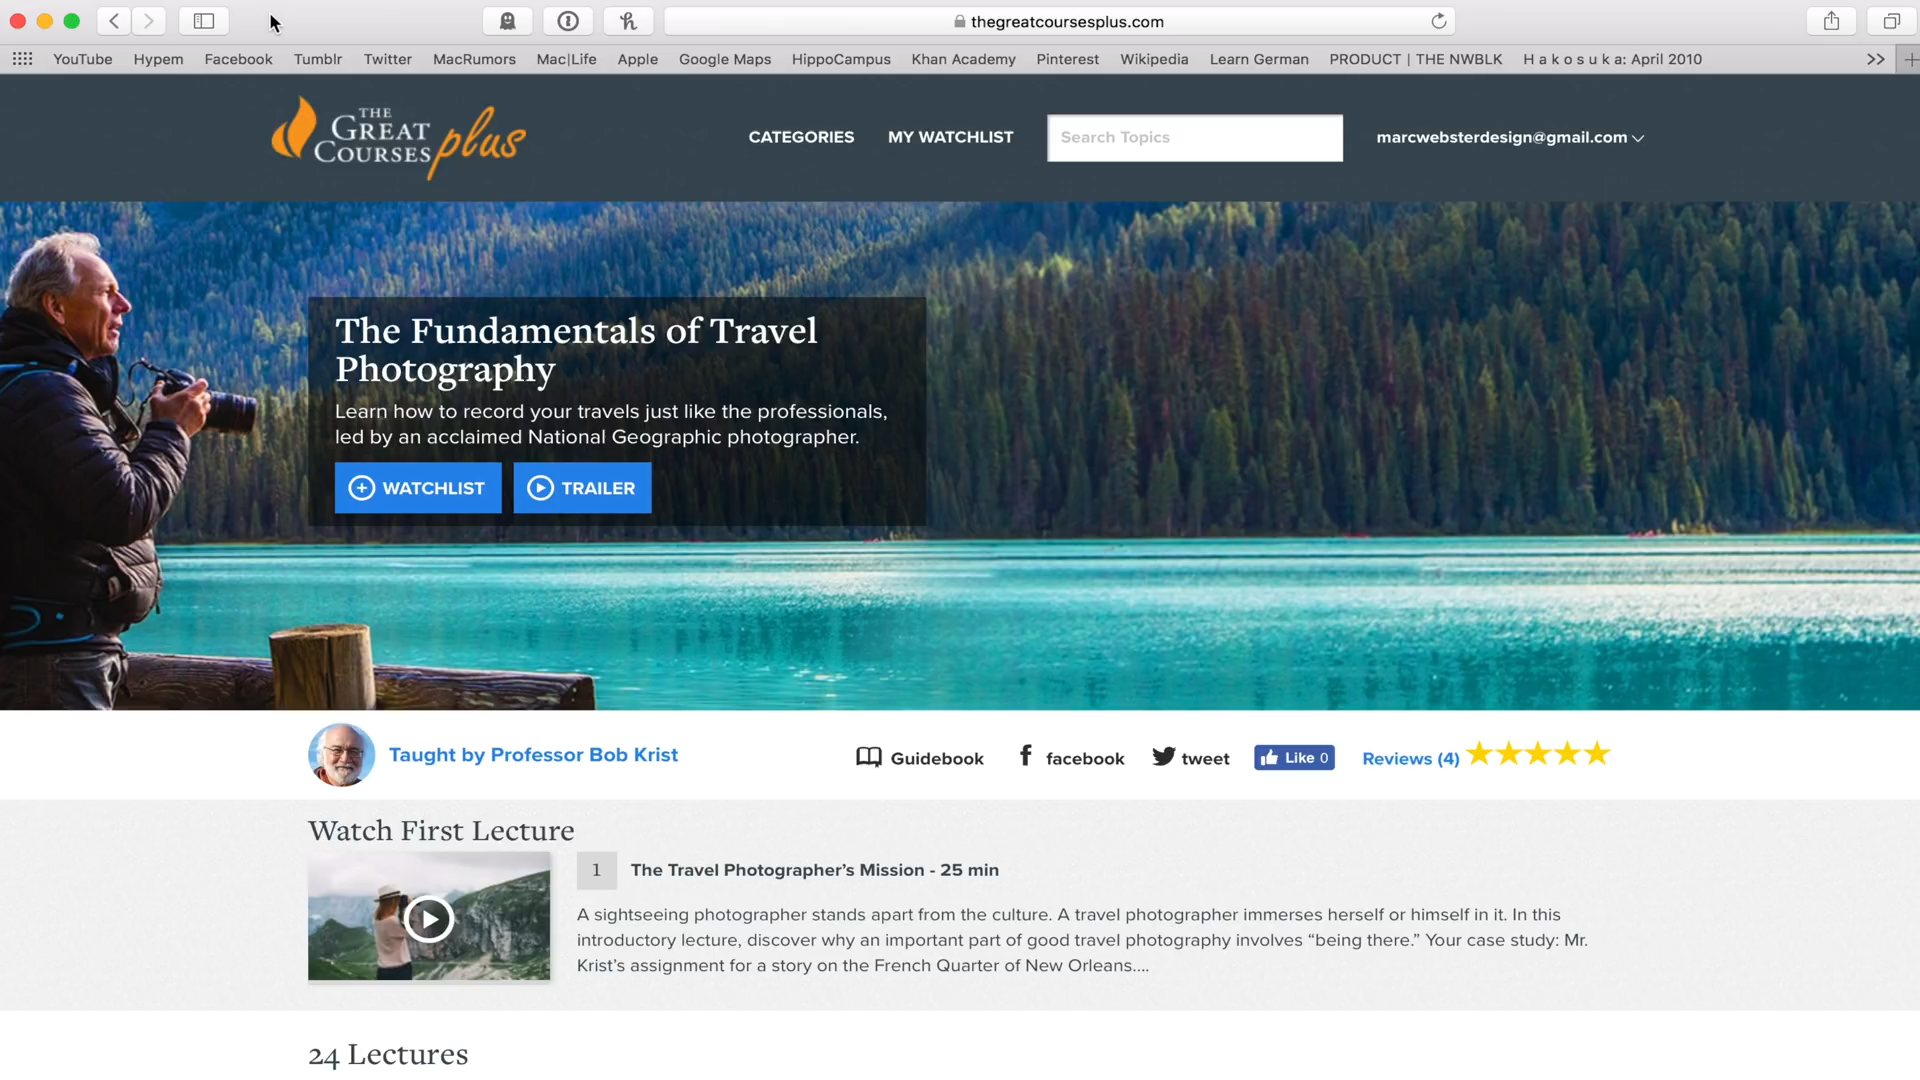 thegreatcoursesplus.com
YouTube Hypem Facebook Tumblr Twitter MacRumors Mac|Life Apple Google Maps HippoCampus Khan Academy Pinterest Wikipedia Learn German PRODUCT | THE NWBLK H a k o s u k a: April 2010
THE
GREAT
COURSES plus
CATEGORIES MY WATCHLIST Search Topics marcwebsterdesign@gmail.com
The Fundamentals of Travel
Photography
Learn how to record your travels just like the professionals,
led by an acclaimed National Geographic photographer.
WATCHLIST TRAILER
Taught by Professor Bob Krist Guidebook facebook tweet Like 0 Reviews (4)
Watch First Lecture
1 The Travel Photographer’s Mission - 25 min
A sightseeing photographer stands apart from the culture. A travel photographer immerses herself or himself in it. In this
introductory lecture, discover why an important part of good travel photography involves “being there.” Your case study: Mr.
Krist’s assignment for a story on the French Quarter of New Orleans....
24 Lectures